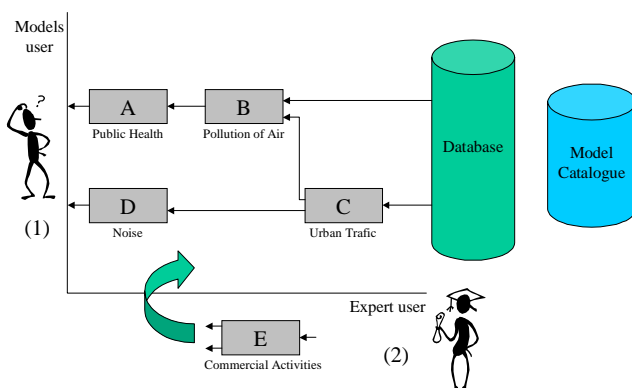 Models
user
?
A
Public Health
B
Pollution of Air
Database
Model
Catalogue
D
Noise
C
Urban Trafic
(1)
Expert user
E
Commercial Activities
(2)